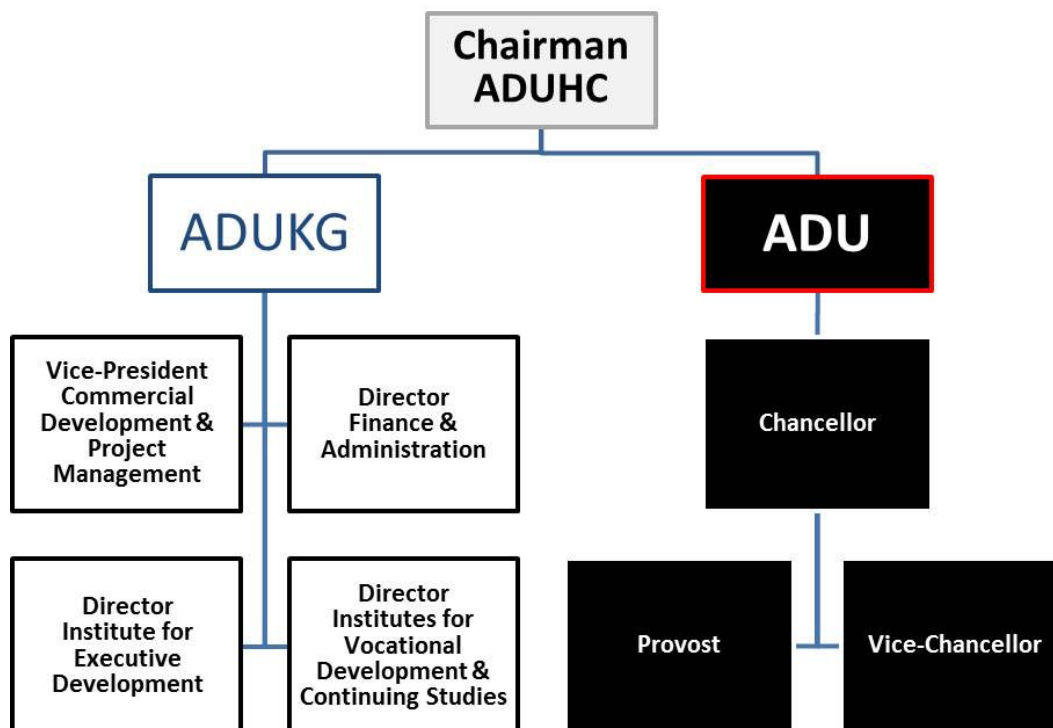 Chairman
ADUHC
ADUKG
ADU
Vice-President
Commercial
Development &
Project
Management
Director
Finance &
Administration
Chancellor
Director
Institute for
Executive
Development
Director
Institutes for
Vocational
Development &
Continuing Studies
Provost
Vice-Chancellor